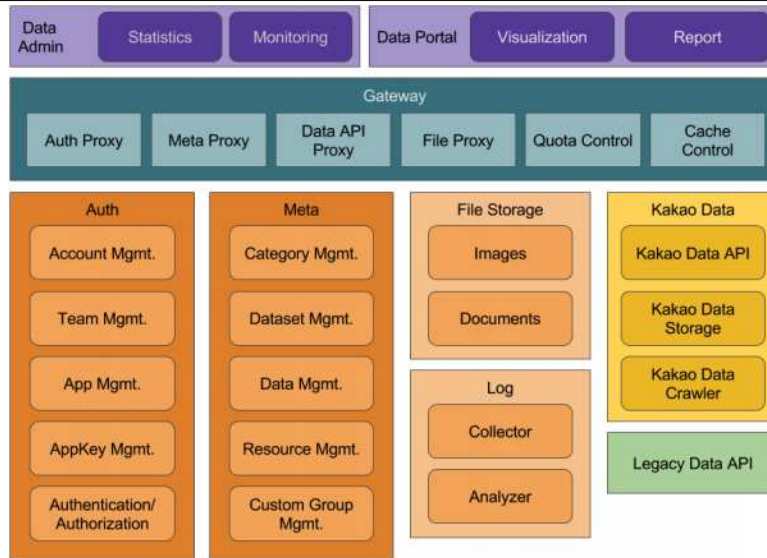 Data
Admin
Statistics
Monitoring
Data Portal
Visualization
Report
Gateway
Auth Proxy
Meta Proxy
Data API
Proxy
File Proxy
Quota Control
Cache
Control
Auth
Account Mgmt.
Team Mgmt.
App Mgmt.
AppKey Mgmt.
Authentication/
Authorization
Meta
Category Mgmt.
Dataset Mgmt.
Data Mgmt.
Resource Mgmt.
Custom Group
Mgmt.
File Storage
Images
Documents
Log
Collector
Analyzer
Kakao Data
Kakao Data API
Kakao Data
Storage
Kakao Data
Crawler
Legacy Data API